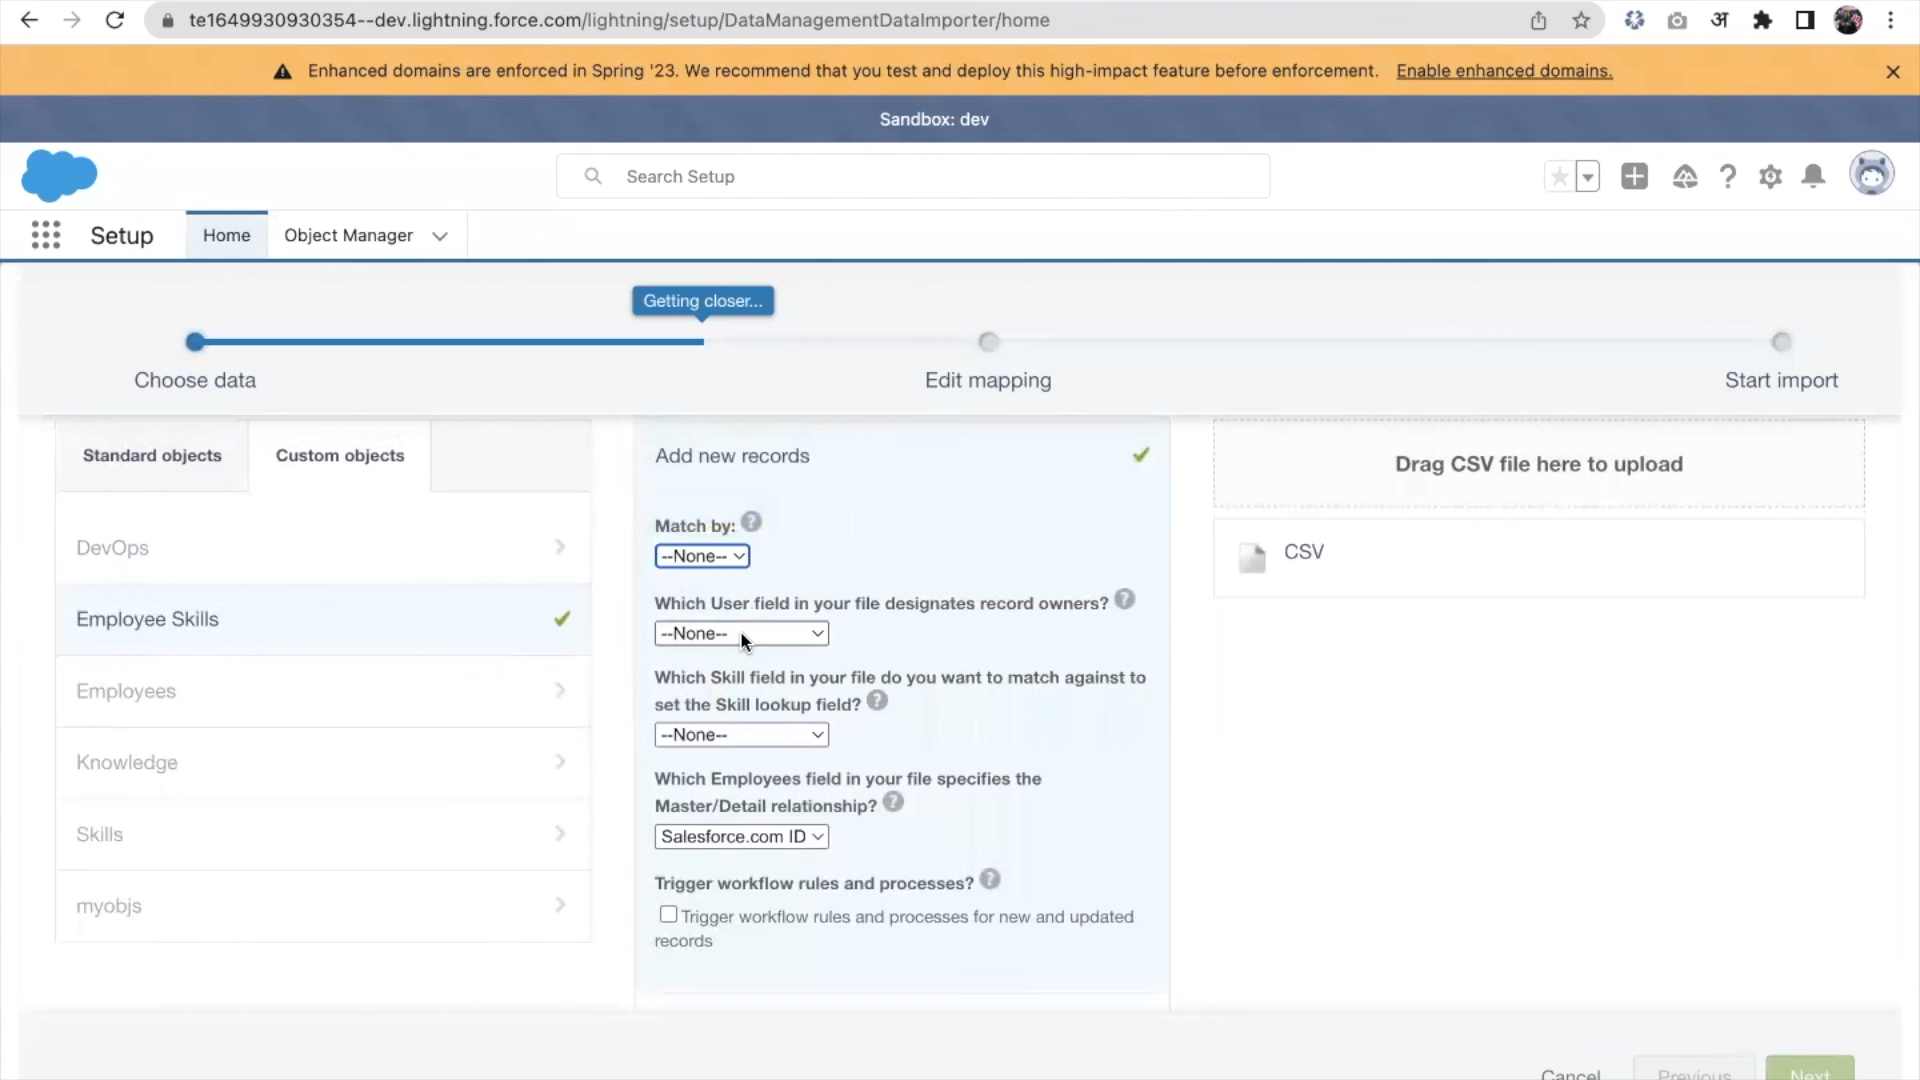 te1649930930354--dev.lightning.force.com/lightning/setup/DataManagementDataImporter/home
अ
Enhanced domains are enforced in Spring '23. We recommend that you test and deploy this high-impact feature before enforcement. Enable enhanced domains.
Sandbox: dev
Search Setup
Setup
Home
Object Manager
Getting closer...
Choose data
Edit mapping
Start import
Standard objects
Custom objects
DevOps
Employee Skills
Employees
Knowledge
Skills
myobjs
Add new records
Match by: ?
--None--
Which User field in your file designates record owners? ?
--None--
Which Skill field in your file do you want to match against to
set the Skill lookup field? ?
--None--
Which Employees field in your file specifies the
Master/Detail relationship? ?
Salesforce.com ID
Trigger workflow rules and processes? ?
Trigger workflow rules and processes for new and updated
records
Drag CSV file here to upload
CSV
Cancel
Previous
Next